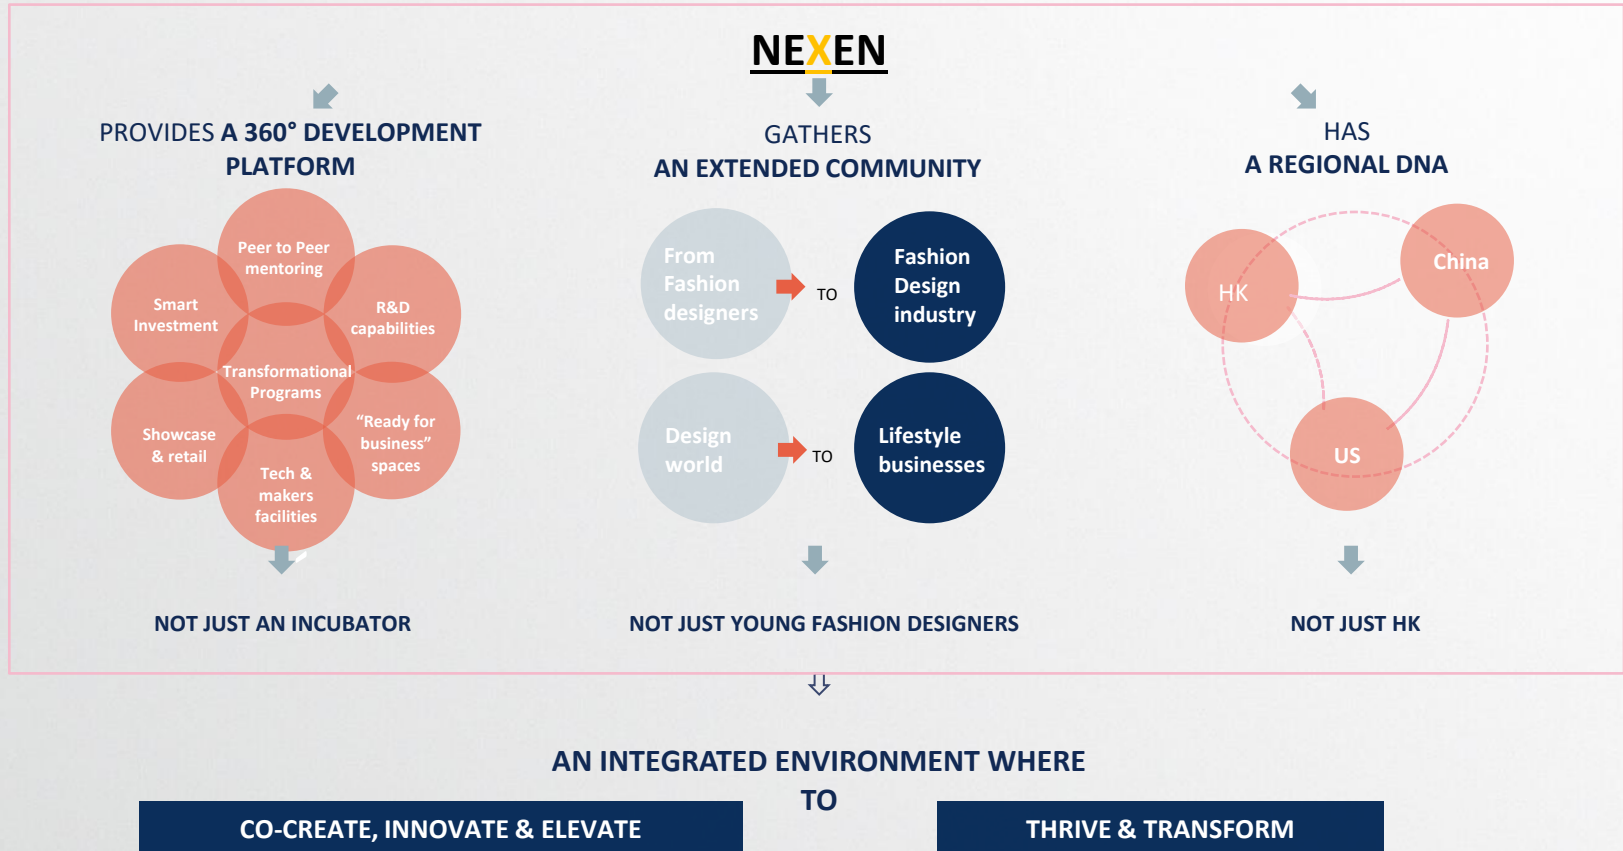 NEXEN
PROVIDES A 360° DEVELOPMENT
PLATFORM
Peer to Peer
mentoring
Smart
Investment
R&D
capabilities
Transformational
Programs
Showcase
& retail
“Ready for
business”
spaces
Tech &
makers
facilities
NOT JUST AN INCUBATOR
GATHERS
AN EXTENDED COMMUNITY
From
Fashion
designers
TO
Fashion
Design
industry
Design
world
TO
Lifestyle
businesses
NOT JUST YOUNG FASHION DESIGNERS
HAS
A REGIONAL DNA
HK
China
US
NOT JUST HK
AN INTEGRATED ENVIRONMENT WHERE
TO
CO-CREATE, INNOVATE & ELEVATE
THRIVE & TRANSFORM